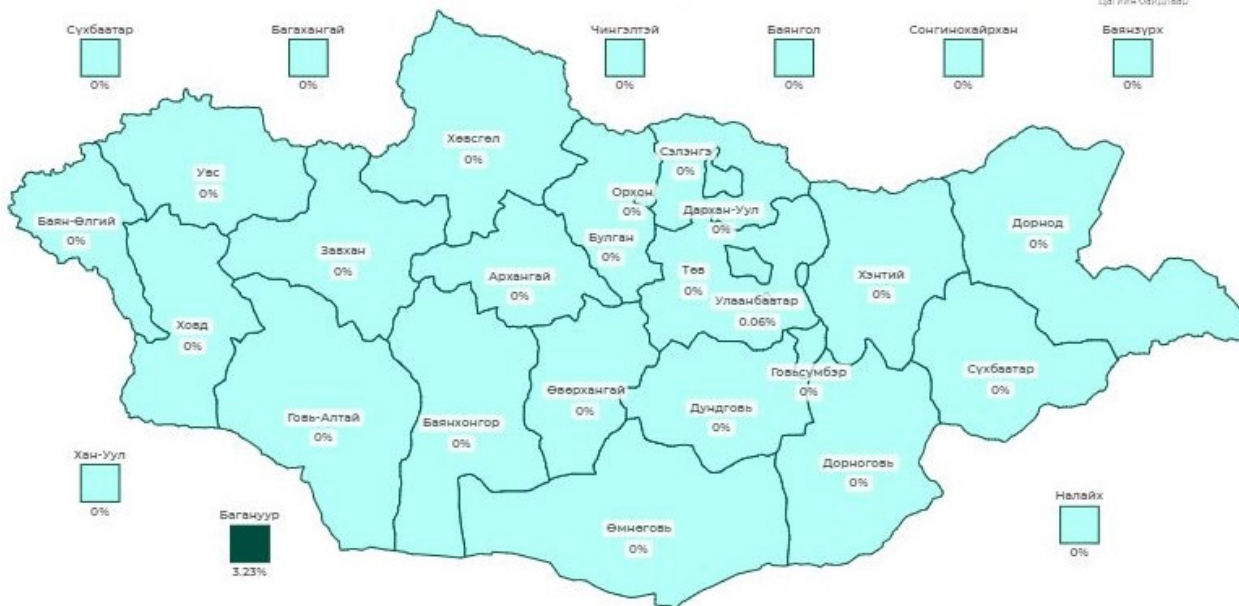 Цагийн байдлаар
Сүхбаатар
0%
Багахангай
0%
Чингэлтэй
0%
Баянгол
0%
Сонгинохайрхан
0%
Баянзүрх
0%
Хөвсгөл
0%
Сэлэнгэ
0%
Увс
0%
Орхон
0%
Дархан-Уул
0%
Баян-Өлгий
0%
Дорнод
0%
Завхан
0%
Булган
0%
Архангай
0%
Төв
0%
Хэнтий
0%
Улаанбаатар
0.06%
Ховд
0%
Говьсүмбэр
0%
Сүхбаатар
0%
Өвөрхангай
0%
Дундговь
0%
Говь-Алтай
0%
Баянхонгор
0%
Дорноговь
0%
Хан-Уул
0%
Багануур
3.23%
Өмнөговь
0%
Налайх
0%